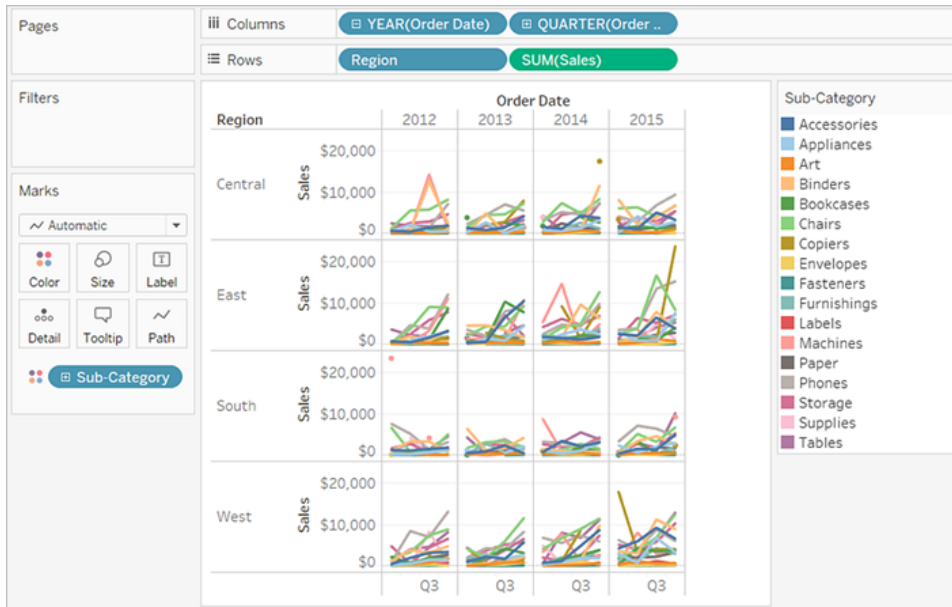 Pages
Columns
YEAR(Order Date)
QUARTER(Order ..
Rows
Region
SUM(Sales)
Filters
Marks
Automatic
Color
Size
Label
Detail
Tooltip
Path
Sub-Category
Order Date
Region
2012
2013
2014
2015
Central
Sales
$20,000
$10,000
$0
East
Sales
$20,000
$10,000
$0
South
Sales
$20,000
$10,000
$0
West
Sales
$20,000
$10,000
$0
Q3
Q3
Q3
Q3
Sub-Category
Accessories
Appliances
Art
Binders
Bookcases
Chairs
Copiers
Envelopes
Fasteners
Furnishings
Labels
Machines
Paper
Phones
Storage
Supplies
Tables